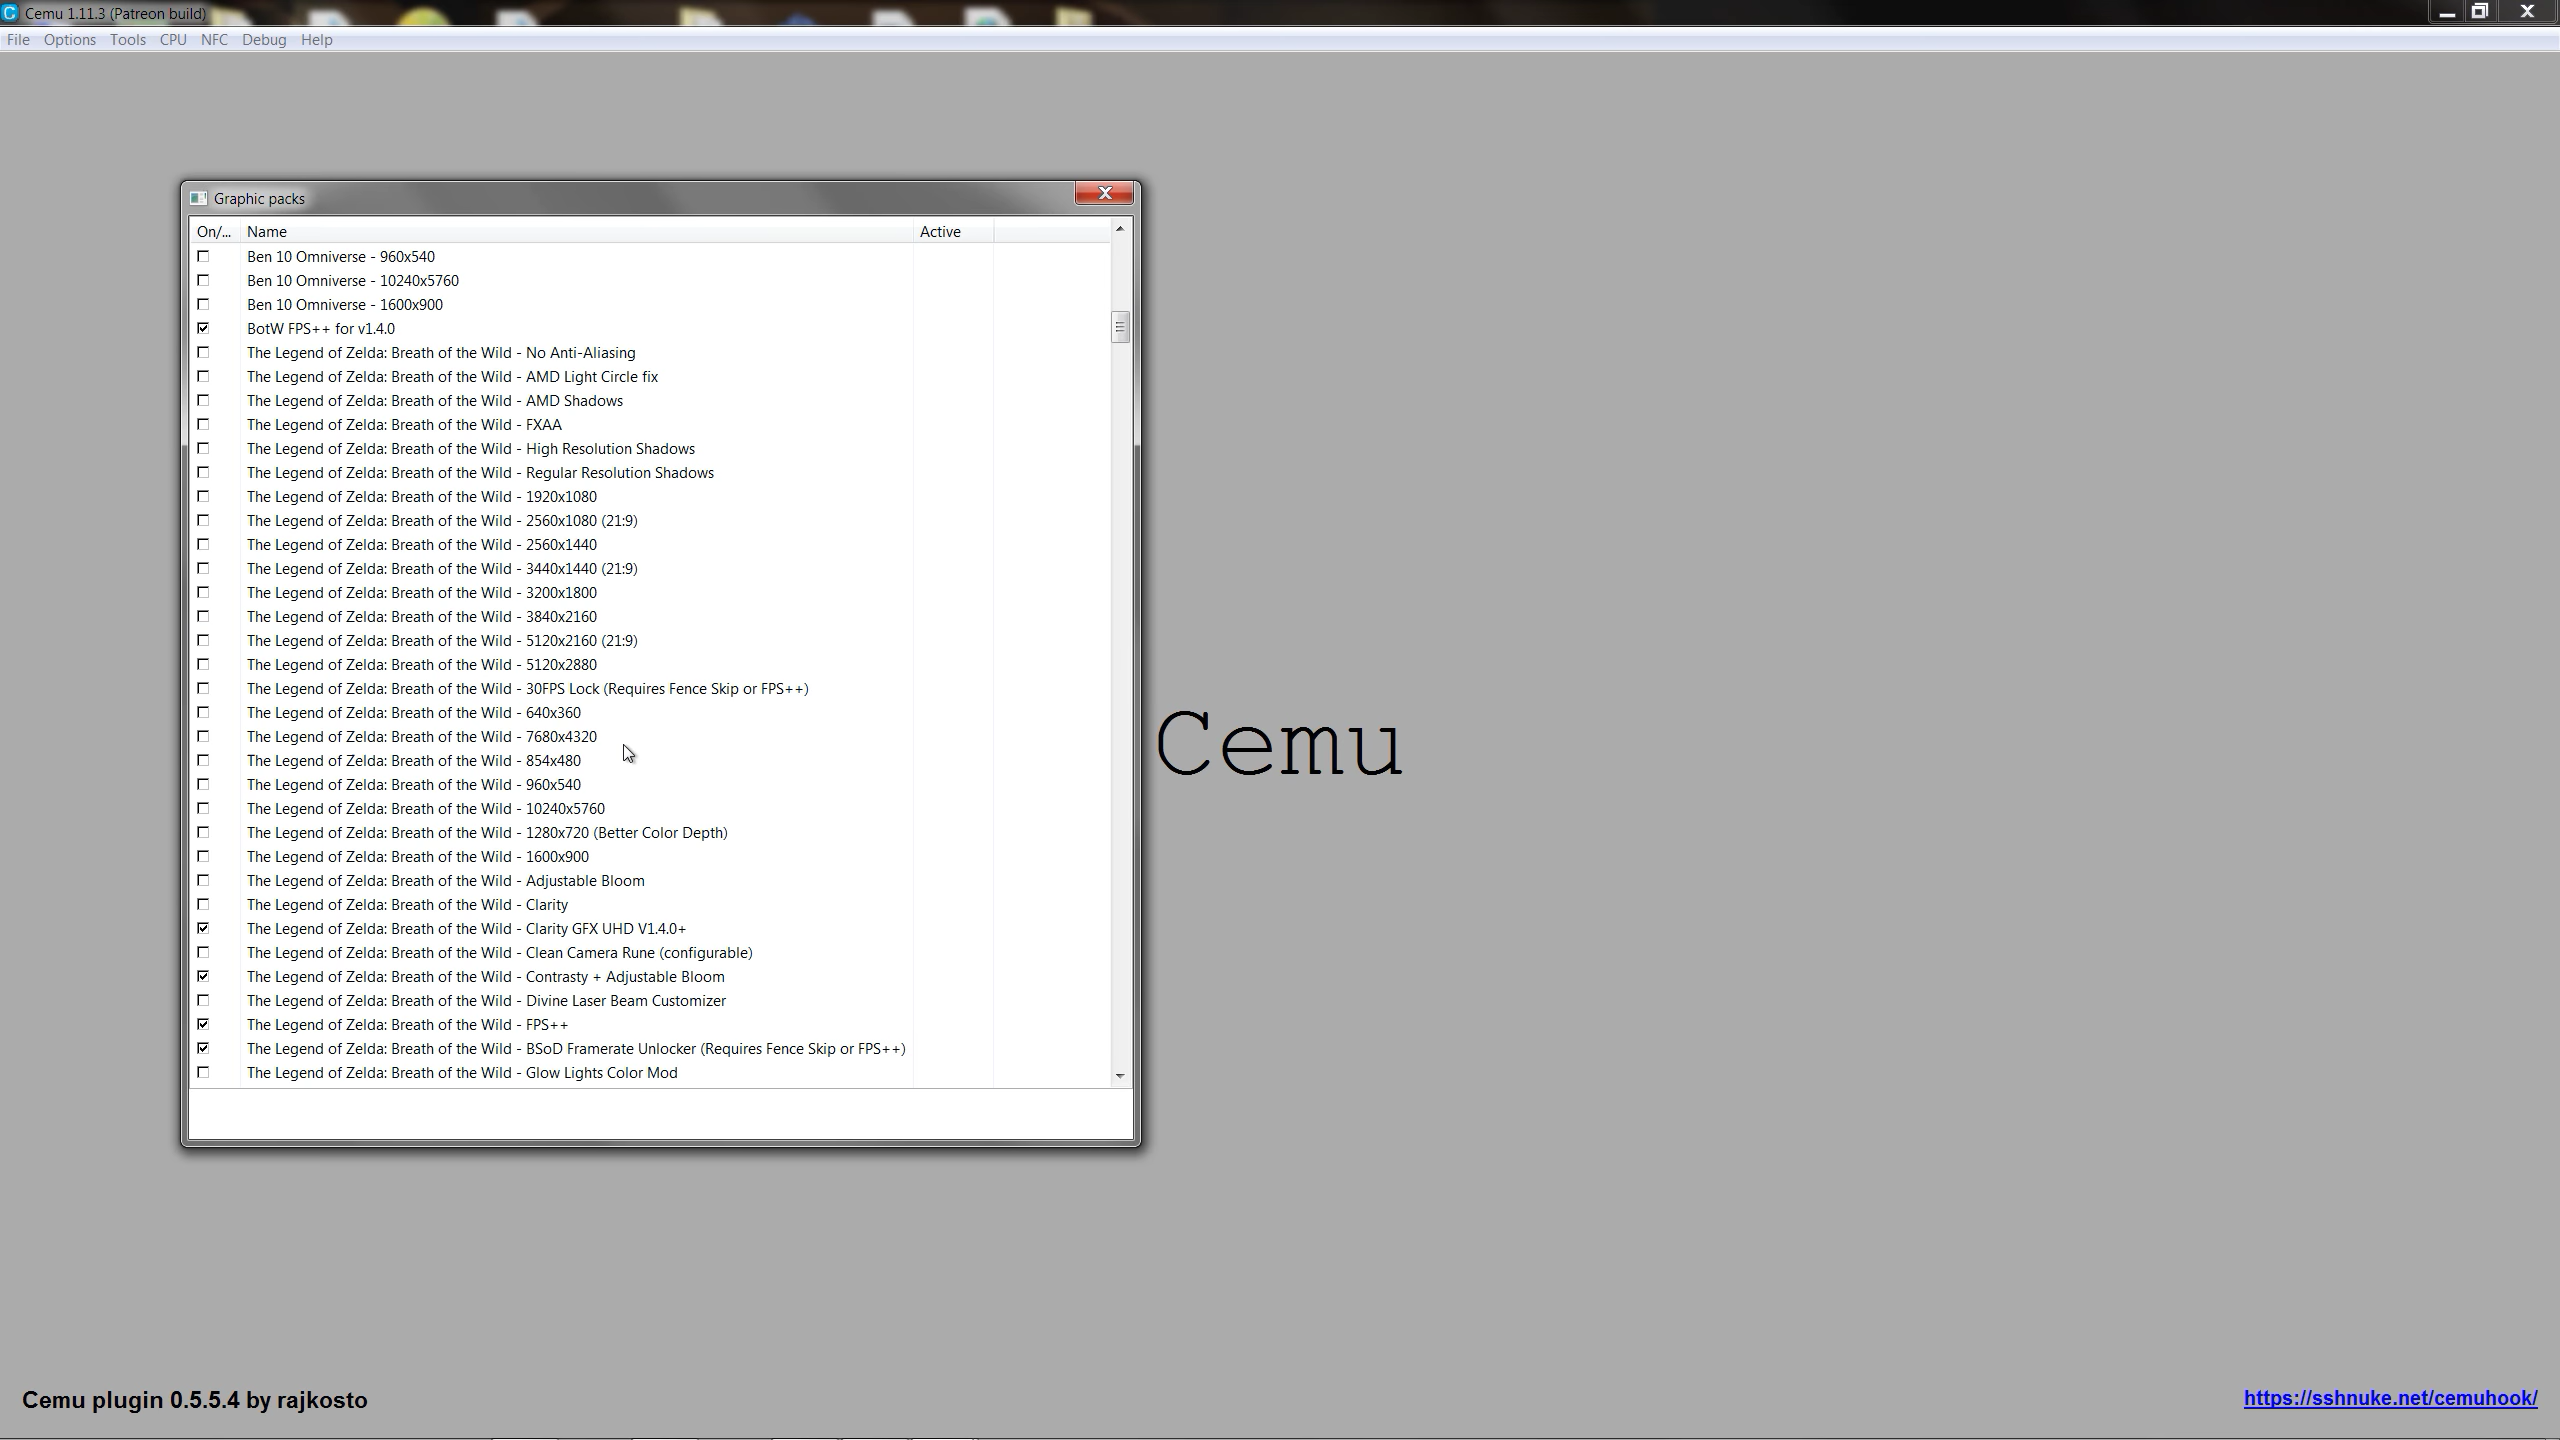 Cemu 1.11.3 (Patreon build)
File Options Tools CPU NFC Debug Help
Graphic packs
On/... Name Active
Ben 10 Omniverse - 960x540
Ben 10 Omniverse - 10240x5760
Ben 10 Omniverse - 1600x900
BotW FPS++ for v1.4.0
The Legend of Zelda: Breath of the Wild - No Anti-Aliasing
The Legend of Zelda: Breath of the Wild - AMD Light Circle fix
The Legend of Zelda: Breath of the Wild - AMD Shadows
The Legend of Zelda: Breath of the Wild - FXAA
The Legend of Zelda: Breath of the Wild - High Resolution Shadows
The Legend of Zelda: Breath of the Wild - Regular Resolution Shadows
The Legend of Zelda: Breath of the Wild - 1920x1080
The Legend of Zelda: Breath of the Wild - 2560x1080 (21:9)
The Legend of Zelda: Breath of the Wild - 2560x1440
The Legend of Zelda: Breath of the Wild - 3440x1440 (21:9)
The Legend of Zelda: Breath of the Wild - 3200x1800
The Legend of Zelda: Breath of the Wild - 3840x2160
The Legend of Zelda: Breath of the Wild - 5120x2160 (21:9)
The Legend of Zelda: Breath of the Wild - 5120x2880
The Legend of Zelda: Breath of the Wild - 30FPS Lock (Requires Fence Skip or FPS++)
The Legend of Zelda: Breath of the Wild - 640x360
The Legend of Zelda: Breath of the Wild - 7680x4320
The Legend of Zelda: Breath of the Wild - 854x480
The Legend of Zelda: Breath of the Wild - 960x540
The Legend of Zelda: Breath of the Wild - 10240x5760
The Legend of Zelda: Breath of the Wild - 1280x720 (Better Color Depth)
The Legend of Zelda: Breath of the Wild - 1600x900
The Legend of Zelda: Breath of the Wild - Adjustable Bloom
The Legend of Zelda: Breath of the Wild - Clarity
The Legend of Zelda: Breath of the Wild - Clarity GFX UHD V1.4.0+
The Legend of Zelda: Breath of the Wild - Clean Camera Rune (configurable)
The Legend of Zelda: Breath of the Wild - Contrasty + Adjustable Bloom
The Legend of Zelda: Breath of the Wild - Divine Laser Beam Customizer
The Legend of Zelda: Breath of the Wild - FPS++
The Legend of Zelda: Breath of the Wild - BSoD Framerate Unlocker (Requires Fence Skip or FPS++)
The Legend of Zelda: Breath of the Wild - Glow Lights Color Mod
Cemu
Cemu plugin 0.5.5.4 by rajkosto
https://sshnuke.net/cemuhook/